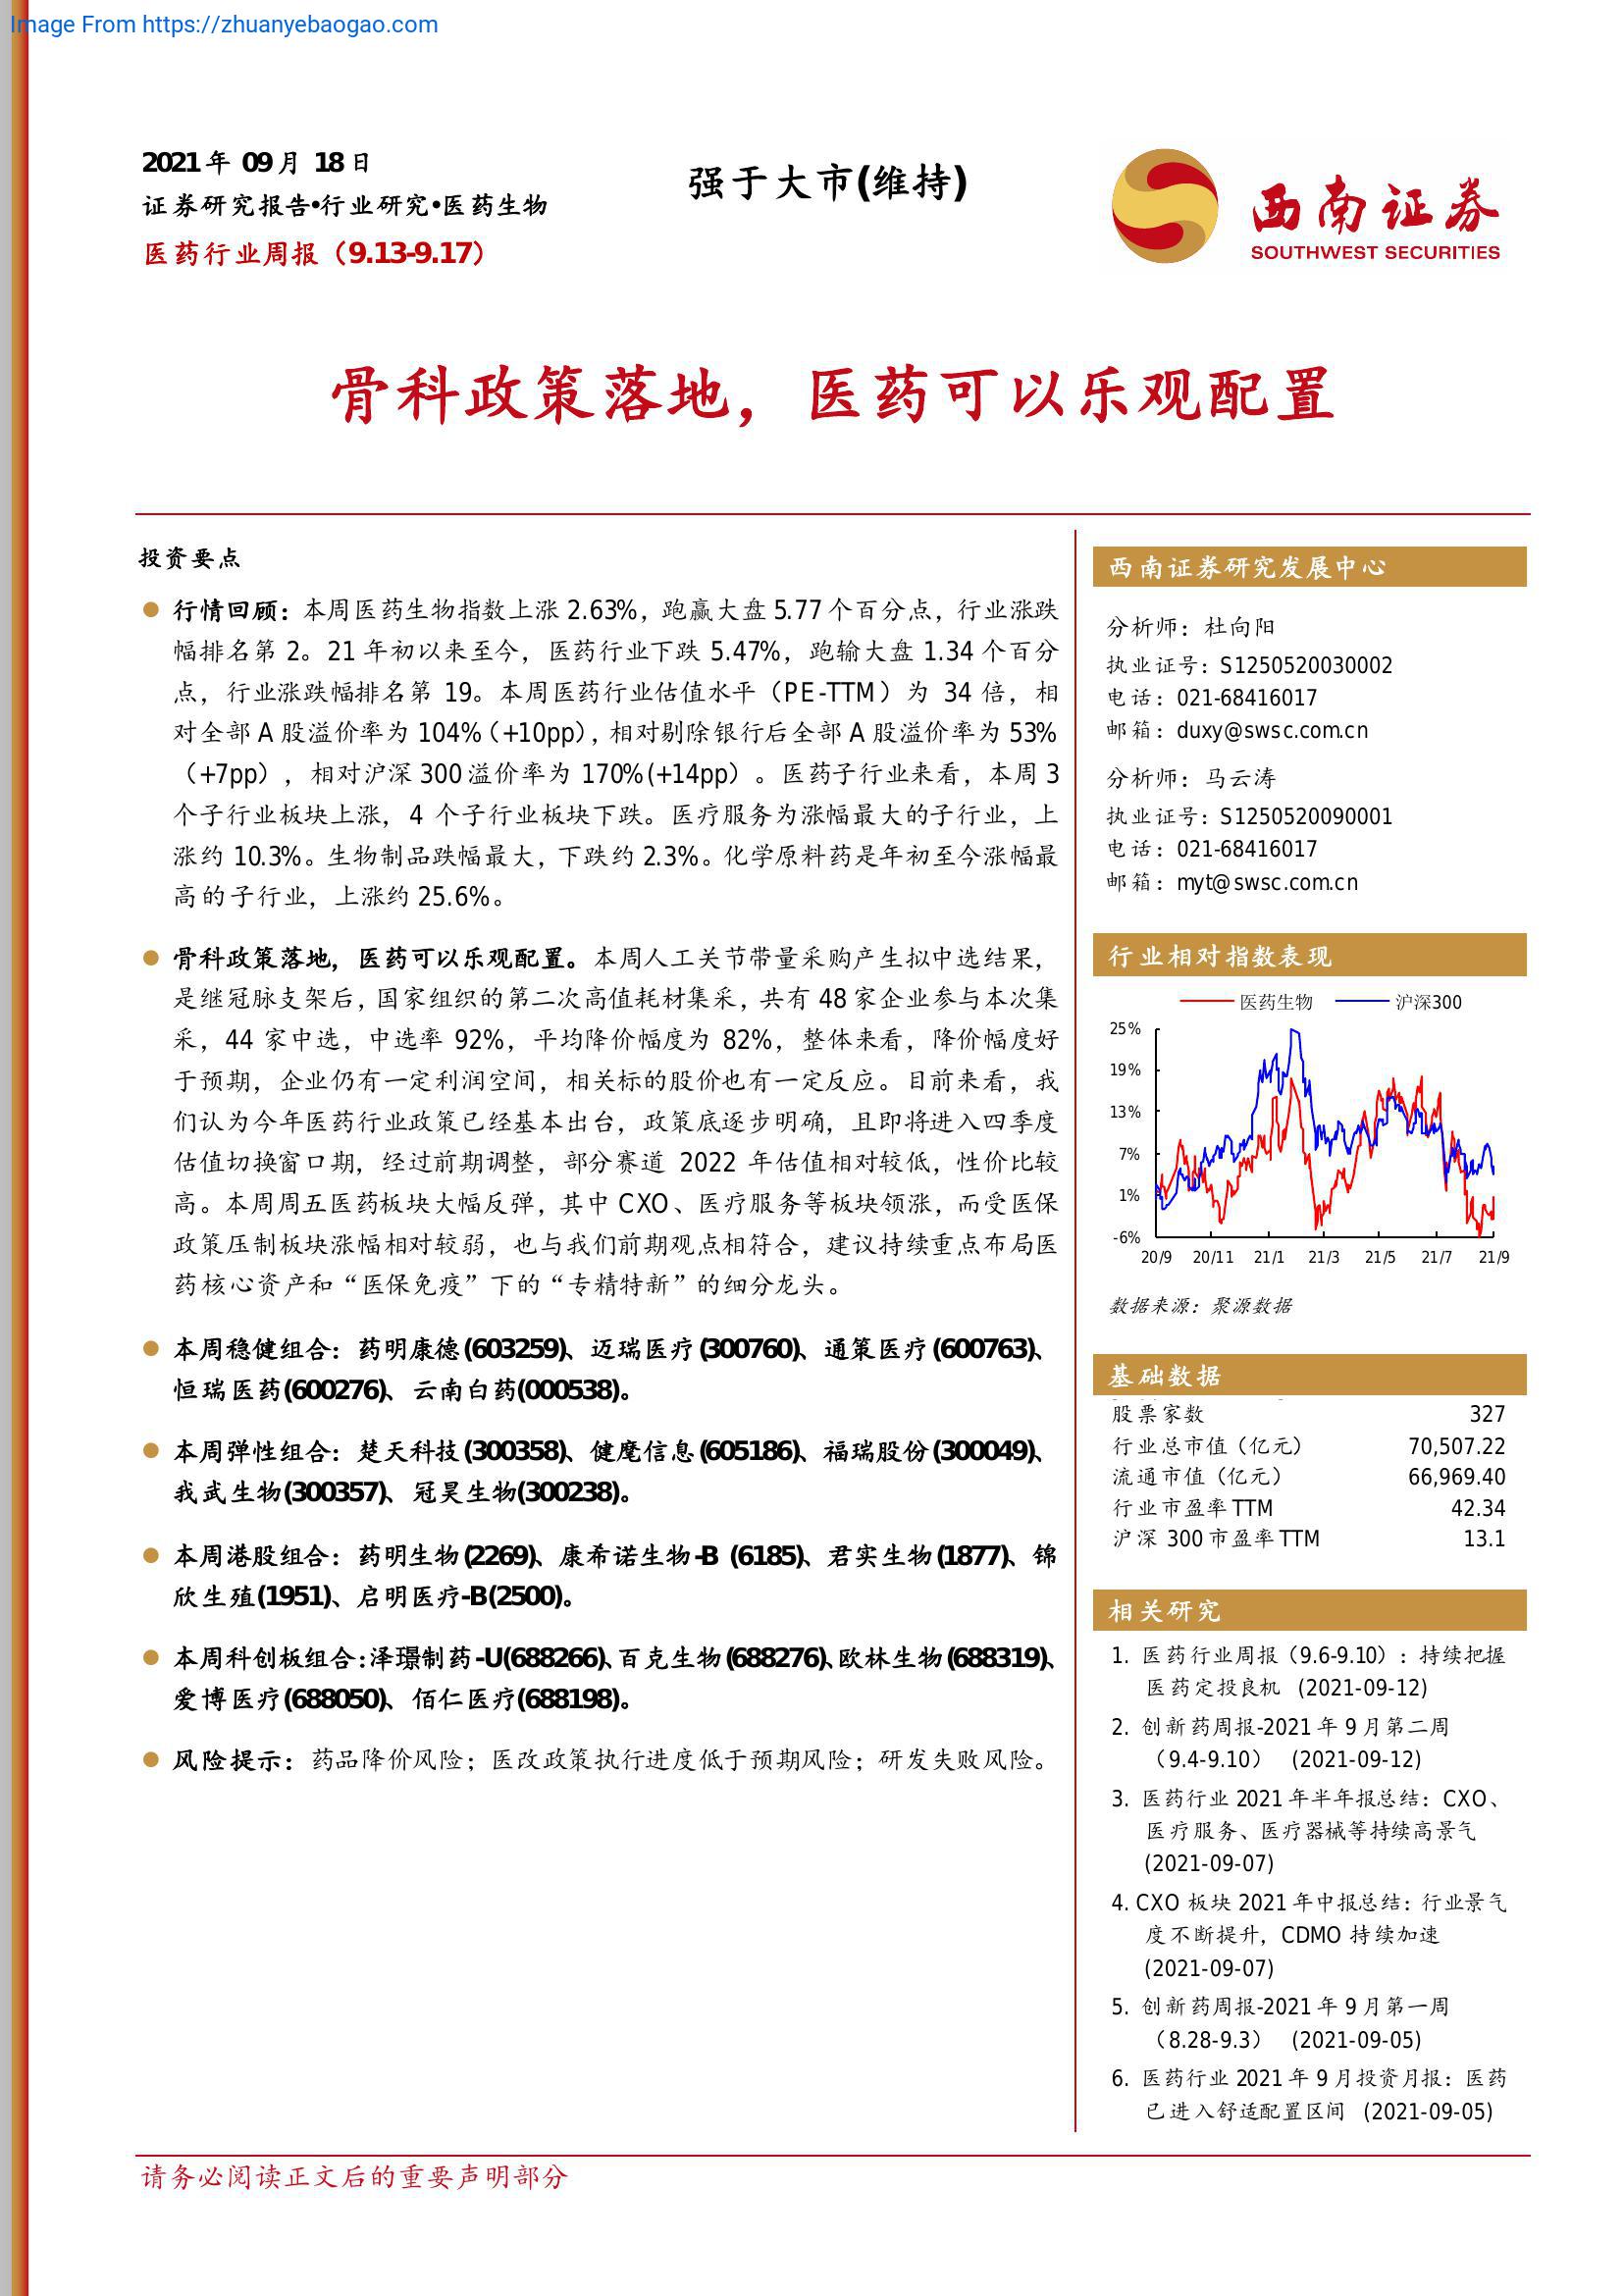 Image From https://zhuanyebaogao.com
2021年 09月 18日
证券研究报告•行业研究•医药生物
医药行业周报（9.13-9.17）
强于大市(维持)
西南证券
SOUTHWEST SECURITIES
骨科政策落地，医药可以乐观配置
投资要点
行情回顾：本周医药生物指数上涨 2.63%，跑赢大盘 5.77 个百分点，行业涨跌
幅排名第 2。21 年初以来至今，医药行业下跌 5.47%，跑输大盘 1.34 个百分
点，行业涨跌幅排名第 19。本周医药行业估值水平（PE-TTM）为 34 倍，相
对全部 A 股溢价率为 104%（+10pp），相对剔除银行后全部 A 股溢价率为 53%
（+7pp），相对沪深 300 溢价率为 170%(+14pp）。医药子行业来看，本周 3
个子行业板块上涨，4 个子行业板块下跌。医疗服务为涨幅最大的子行业，上
涨约 10.3%。生物制品跌幅最大，下跌约 2.3%。化学原料药是年初至今涨幅最
高的子行业，上涨约 25.6%。
骨科政策落地，医药可以乐观配置。本周人工关节带量采购产生拟中选结果，
是继冠脉支架后，国家组织的第二次高值耗材集采，共有 48 家企业参与本次集
采，44 家中选，中选率 92%，平均降价幅度为 82%，整体来看，降价幅度好
于预期，企业仍有一定利润空间，相关标的股价也有一定反应。目前来看，我
们认为今年医药行业政策已经基本出台，政策底逐步明确，且即将进入四季度
估值切换窗口期，经过前期调整，部分赛道 2022 年估值相对较低，性价比较
高。本周周五医药板块大幅反弹，其中 CXO、医疗服务等板块领涨，而受医保
政策压制板块涨幅相对较弱，也与我们前期观点相符合，建议持续重点布局医
药核心资产和“医保免疫”下的“专精特新”的细分龙头。
本周稳健组合：药明康德(603259)、迈瑞医疗(300760)、通策医疗(600763)、
恒瑞医药(600276)、云南白药(000538)。
本周弹性组合：楚天科技(300358)、健麾信息(605186)、福瑞股份(300049)、
我武生物(300357)、冠昊生物(300238)。
本周港股组合：药明生物(2269)、康希诺生物-B (6185)、君实生物(1877)、锦
欣生殖(1951)、启明医疗-B(2500)。
本周科创板组合：泽璟制药-U(688266)、百克生物(688276)、欧林生物(688319)、
爱博医疗(688050)、佰仁医疗(688198)。
风险提示：药品降价风险；医改政策执行进度低于预期风险；研发失败风险。
西南证券研究发展中心
分析师：杜向阳
执业证号：S1250520030002
电话：021-68416017
邮箱：duxy@swsc.com.cn
分析师：马云涛
执业证号：S1250520090001
电话：021-68416017
邮箱：myt@swsc.com.cn
行业相对指数表现
医药生物 沪深300
25%
19%
13%
7%
1%
-6%
20/9 20/11 21/1 21/3 21/5 21/7 21/9
数据来源：聚源数据
基础数据
股票家数 327
行业总市值（亿元） 70,507.22
流通市值（亿元） 66,969.40
行业市盈率 TTM 42.34
沪深 300 市盈率 TTM 13.1
相关研究
1. 医药行业周报（9.6-9.10）：持续把握
医药定投良机 (2021-09-12)
2. 创新药周报-2021 年 9 月第二周
（9.4-9.10） (2021-09-12)
3. 医药行业 2021 年半年报总结：CXO、
医疗服务、医疗器械等持续高景气
(2021-09-07)
4. CXO 板块 2021 年中报总结：行业景气
度不断提升，CDMO 持续加速
(2021-09-07)
5. 创新药周报-2021 年 9 月第一周
（8.28-9.3） (2021-09-05)
6. 医药行业 2021 年 9 月投资月报：医药
已进入舒适配置区间 (2021-09-05)
请务必阅读正文后的重要声明部分